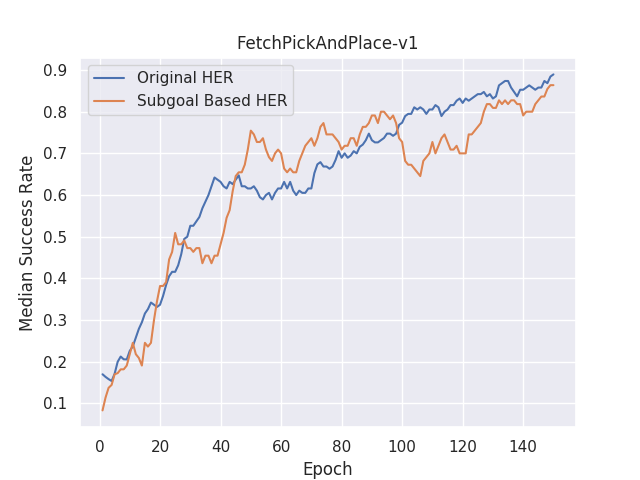 FetchPickAndPlace-v1
Original HER
Subgoal Based HER
Median Success Rate
0.9
0.8
0.7
0.6
0.5
0.4
0.3
0.2
0.1
0 20 40 60 80 100 120 140
Epoch